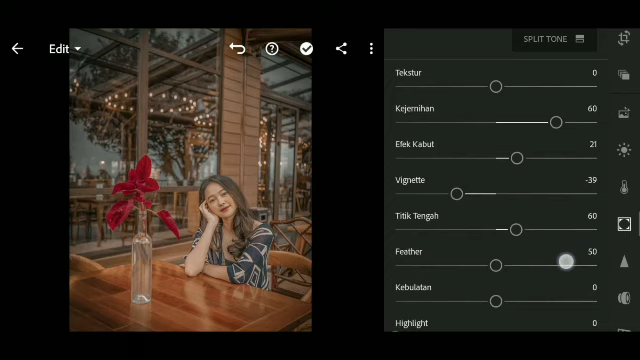 Edit
SPLIT TONE
Tekstur 0
Kejernihan 60
Efek Kabut 21
Vignette -39
Titik Tengah 60
Feather 50
Kebulatan 0
Highlight 0